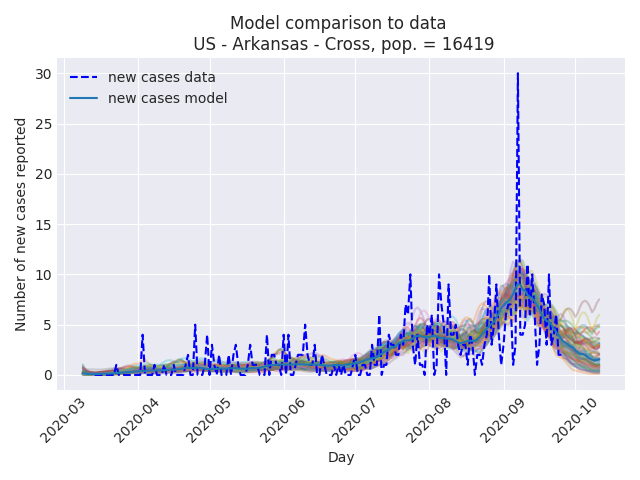 Model comparison to data
US - Arkansas - Cross, pop. = 16419
new cases data
new cases model
Number of new cases reported
30
25
20
15
10
5
0
2020-03
2020-04
2020-05
2020-06
2020-07
2020-08
2020-09
2020-10
Day